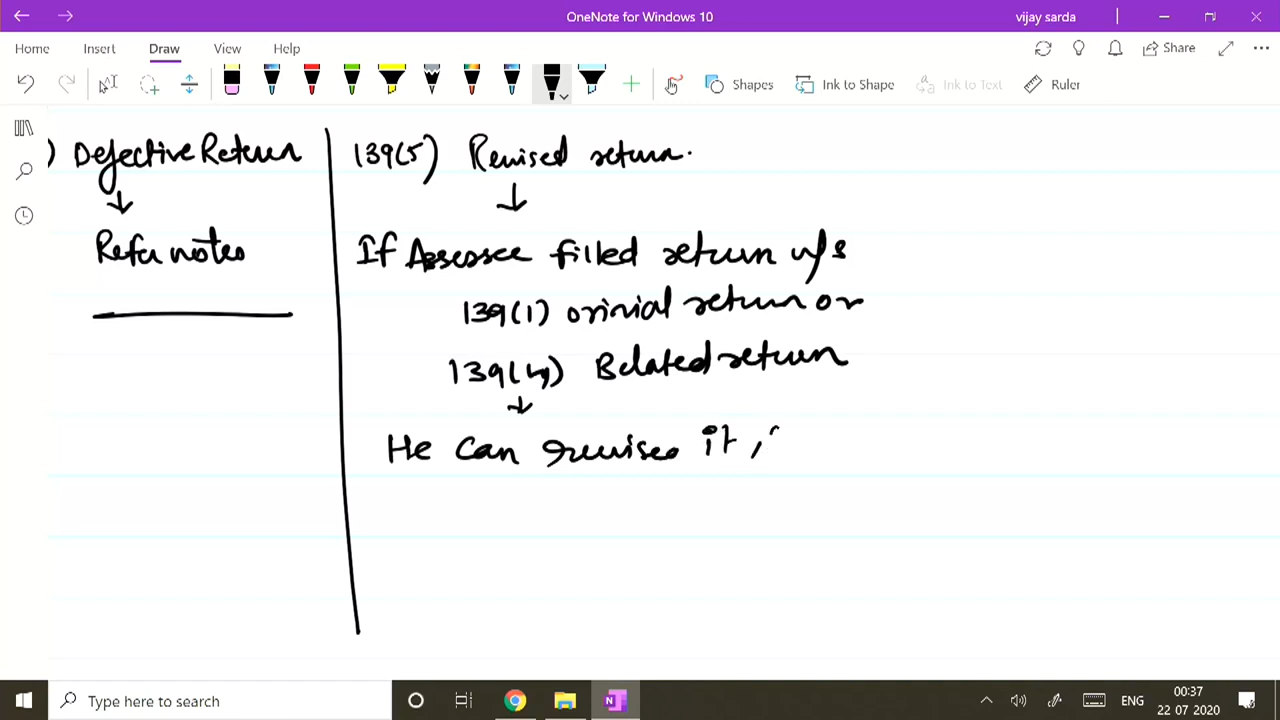 OneNote for Windows 10
vijay sarda
Home Insert Draw View Help
Share
Shapes
Ink to Shape
Ink to Text
Ruler
) Defective Return
Refer notes
139(5) Revised return.
If Assessee filled return u/s
139(1) orinial return or
139(4) Belated return
He can revises it
Type here to search
ENG
00:37
22 07 2020